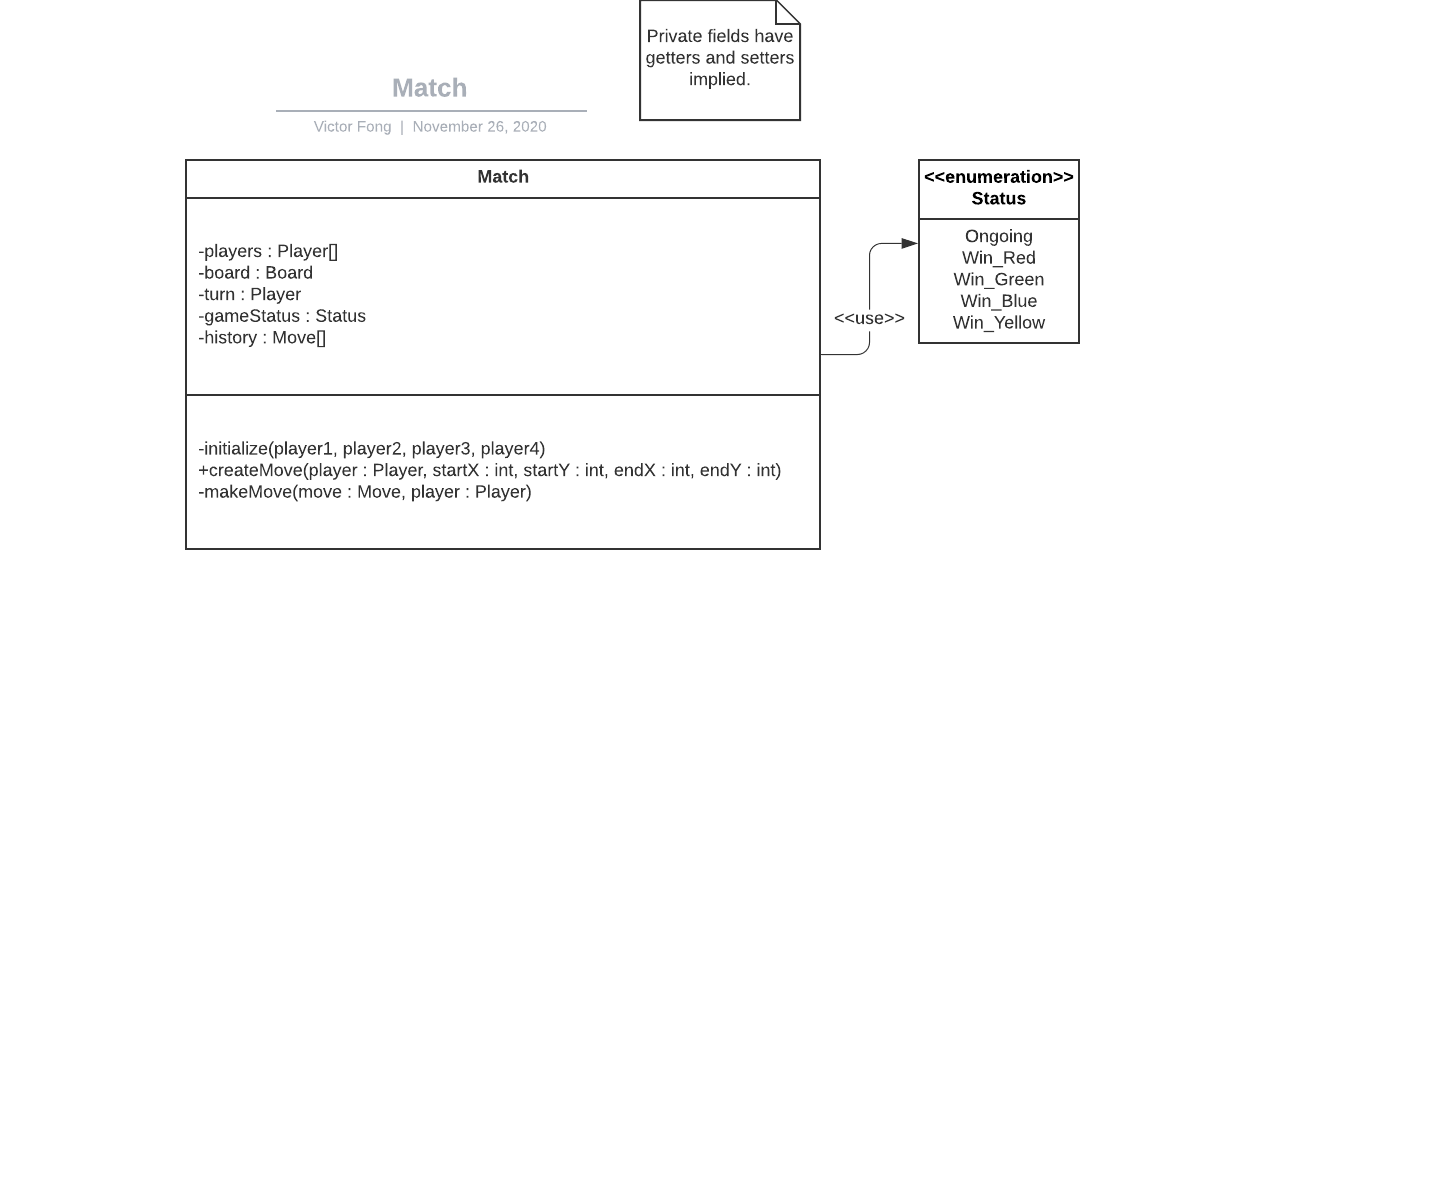 Private fields have
getters and setters
implied.
Match
Victor Fong | November 26, 2020
Match
-players : Player[]
-board : Board
-turn : Player
-gameStatus : Status
-history : Move[]
-initialize(player1, player2, player3, player4)
+createMove(player : Player, startX : int, startY : int, endX : int, endY : int)
-makeMove(move : Move, player : Player)
<<use>>
<<enumeration>>
Status
Ongoing
Win_Red
Win_Green
Win_Blue
Win_Yellow